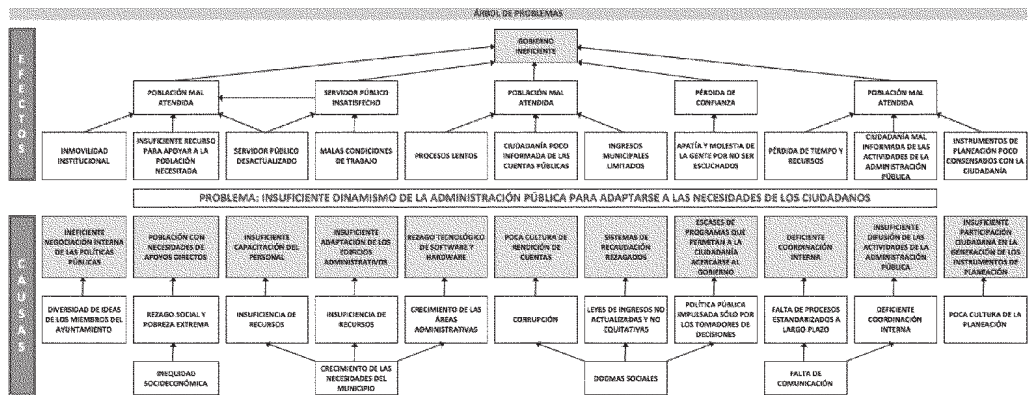 ÁRBOL DE PROBLEMAS
EFECTOS
GOBIERNO
INEFICIENTE
POBLACIÓN MAL
ATENDIDA
SERVIDOR PÚBLICO
INSATISFECHO
POBLACIÓN MAL
ATENDIDA
PÉRDIDA DE
CONFIANZA
POBLACIÓN MAL
ATENDIDA
INMOVILIDAD
INSTITUCIONAL
INSUFICIENTE RECURSO
PARA APOYAR A LA
POBLACIÓN
NECESITADA
SERVIDOR PÚBLICO
DESACTUALIZADO
MALAS CONDICIONES
DE TRABAJO
PROCESOS LENTOS
CIUDADANÍA POCO
INFORMADA DE LAS
CUENTAS PÚBLICAS
INGRESOS
MUNICIPALES
LIMITADOS
APATÍA Y MOLESTIA DE
LA GENTE POR NO SER
ESCUCHADOS
PÉRDIDA DE TIEMPO Y
RECURSOS
CIUDADANÍA MAL
INFORMADA DE LAS
ACTIVIDADES DE LA
ADMINISTRACIÓN
PÚBLICA
INSTRUMENTOS DE
PLANEACIÓN POCO
CONSENSADOS CON LA
CIUDADANÍA
PROBLEMA: INSUFICIENTE DINAMISMO DE LA ADMINISTRACIÓN PÚBLICA PARA ADAPTARSE A LAS NECESIDADES DE LOS CIUDADANOS
CAUSAS
INEFICIENTE
NEGOCIACIÓN INTERNA
DE LAS POLÍTICAS
PÚBLICAS
POBLACIÓN CON
NECESIDADES DE
APOYOS DIRECTOS
INSUFICIENTE
CAPACITACIÓN DEL
PERSONAL
INSUFICIENTE
ADAPTACIÓN DE LOS
EDIFICIOS
ADMINISTRATIVOS
REZAGO TECNOLÓGICO
DE SOFTWARE Y
HARDWARE
POCA CULTURA DE
RENDICIÓN DE
CUENTAS
SISTEMAS DE
RECAUDACIÓN
REZAGADOS
ESCASES DE
PROGRAMAS QUE
PERMITAN A LA
CIUDADANÍA
ACERCARSE AL
GOBIERNO
DEFICIENTE
COORDINACIÓN
INTERNA
INSUFICIENTE
DIFUSIÓN DE LAS
ACTIVIDADES DE LA
ADMINISTRACIÓN
PÚBLICA
INSUFICIENTE
PARTICIPACIÓN
CIUDADANA EN LA
GENERACIÓN DE LOS
INSTRUMENTOS DE
PLANEACIÓN
DIVERSIDAD DE IDEAS
DE LOS MIEMBROS DEL
AYUNTAMIENTO
REZAGO SOCIAL Y
POBREZA EXTREMA
INSUFICIENCIA DE
RECURSOS
INSUFICIENCIA DE
RECURSOS
CRECIMIENTO DE LAS
ÁREAS
ADMINISTRATIVAS
CORRUPCIÓN
LEYES DE INGRESOS NO
ACTUALIZADAS Y NO
EQUITATIVAS
POLÍTICA PÚBLICA
IMPULSADA SÓLO POR
LOS TOMADORES DE
DECISIONES
FALTA DE PROCESOS
ESTANDARIZADOS A
LARGO PLAZO
DEFICIENTE
COORDINACIÓN
INTERNA
POCA CULTURA DE LA
PLANEACIÓN
INEQUIDAD
SOCIOECONÓMICA
CRECIMIENTO DE LAS
NECESIDADES DEL
MUNICIPIO
DOGMAS SOCIALES
FALTA DE
COMUNICACIÓN